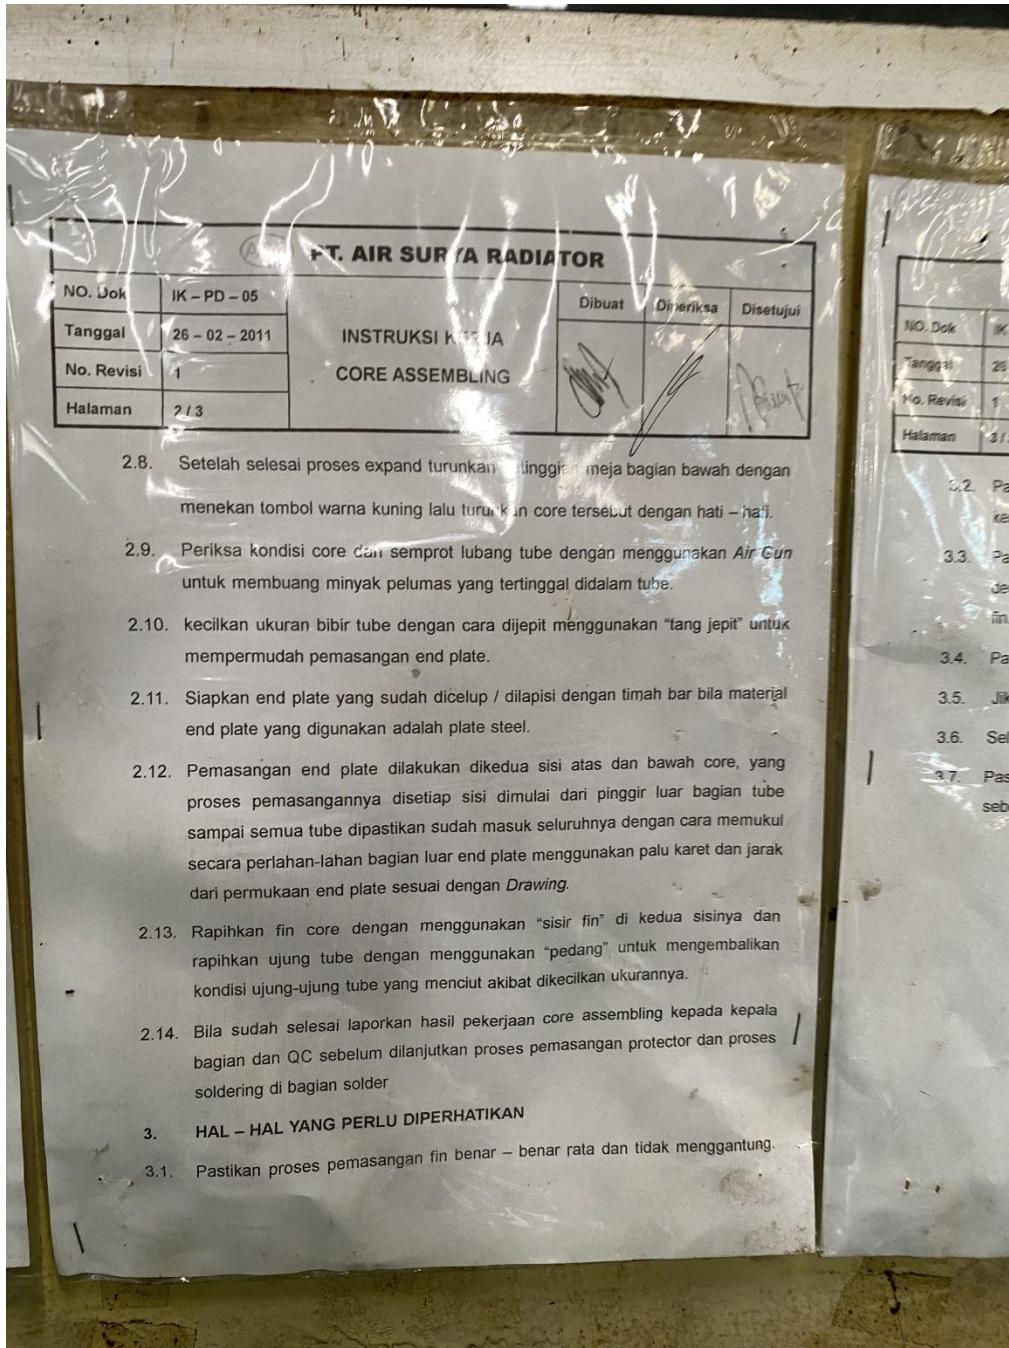 PT. AIR SURYA RADIATOR
NO. Dok IK – PD – 05
Tanggal 26 – 02 – 2011
No. Revisi 1
Halaman 2 / 3
INSTRUKSI KERJA
CORE ASSEMBLING
Dibuat Diperiksa Disetujui
2.8. Setelah selesai proses expand turunkan meja bagian bawah dengan
menekan tombol warna kuning lalu turunkan core tersebut dengan hati – hati.
2.9. Periksa kondisi core dan semprot lubang tube dengan menggunakan Air Gun
untuk membuang minyak pelumas yang tertinggal didalam tube.
2.10. kecilkan ukuran bibir tube dengan cara dijepit menggunakan “tang jepit” untuk
mempermudah pemasangan end plate.
2.11. Siapkan end plate yang sudah dicelup / dilapisi dengan timah bar bila material
end plate yang digunakan adalah plate steel.
2.12. Pemasangan end plate dilakukan dikedua sisi atas dan bawah core, yang
proses pemasangannya disetiap sisi dimulai dari pinggir luar bagian tube
sampai semua tube dipastikan sudah masuk seluruhnya dengan cara memukul
secara perlahan-lahan bagian luar end plate menggunakan palu karet dan jarak
dari permukaan end plate sesuai dengan Drawing.
2.13. Rapihkan fin core dengan menggunakan “sisir fin” di kedua sisinya dan
rapihkan ujung tube dengan menggunakan “pedang” untuk mengembalikan
kondisi ujung-ujung tube yang menciut akibat dikecilkan ukurannya.
2.14. Bila sudah selesai laporkan hasil pekerjaan core assembling kepada kepala
bagian dan QC sebelum dilanjutkan proses pemasangan protector dan proses
soldering di bagian solder
3. HAL – HAL YANG PERLU DIPERHATIKAN
3.1. Pastikan proses pemasangan fin benar – benar rata dan tidak menggantung.
NO. Dok IK
Tanggal 26
No. Revisi 1
Halaman 3 /
3.2. Pa
ke
3.3. Pa
de
fin
3.4. Pa
3.5. Jik
3.6. Sel
3.7. Pas
seb